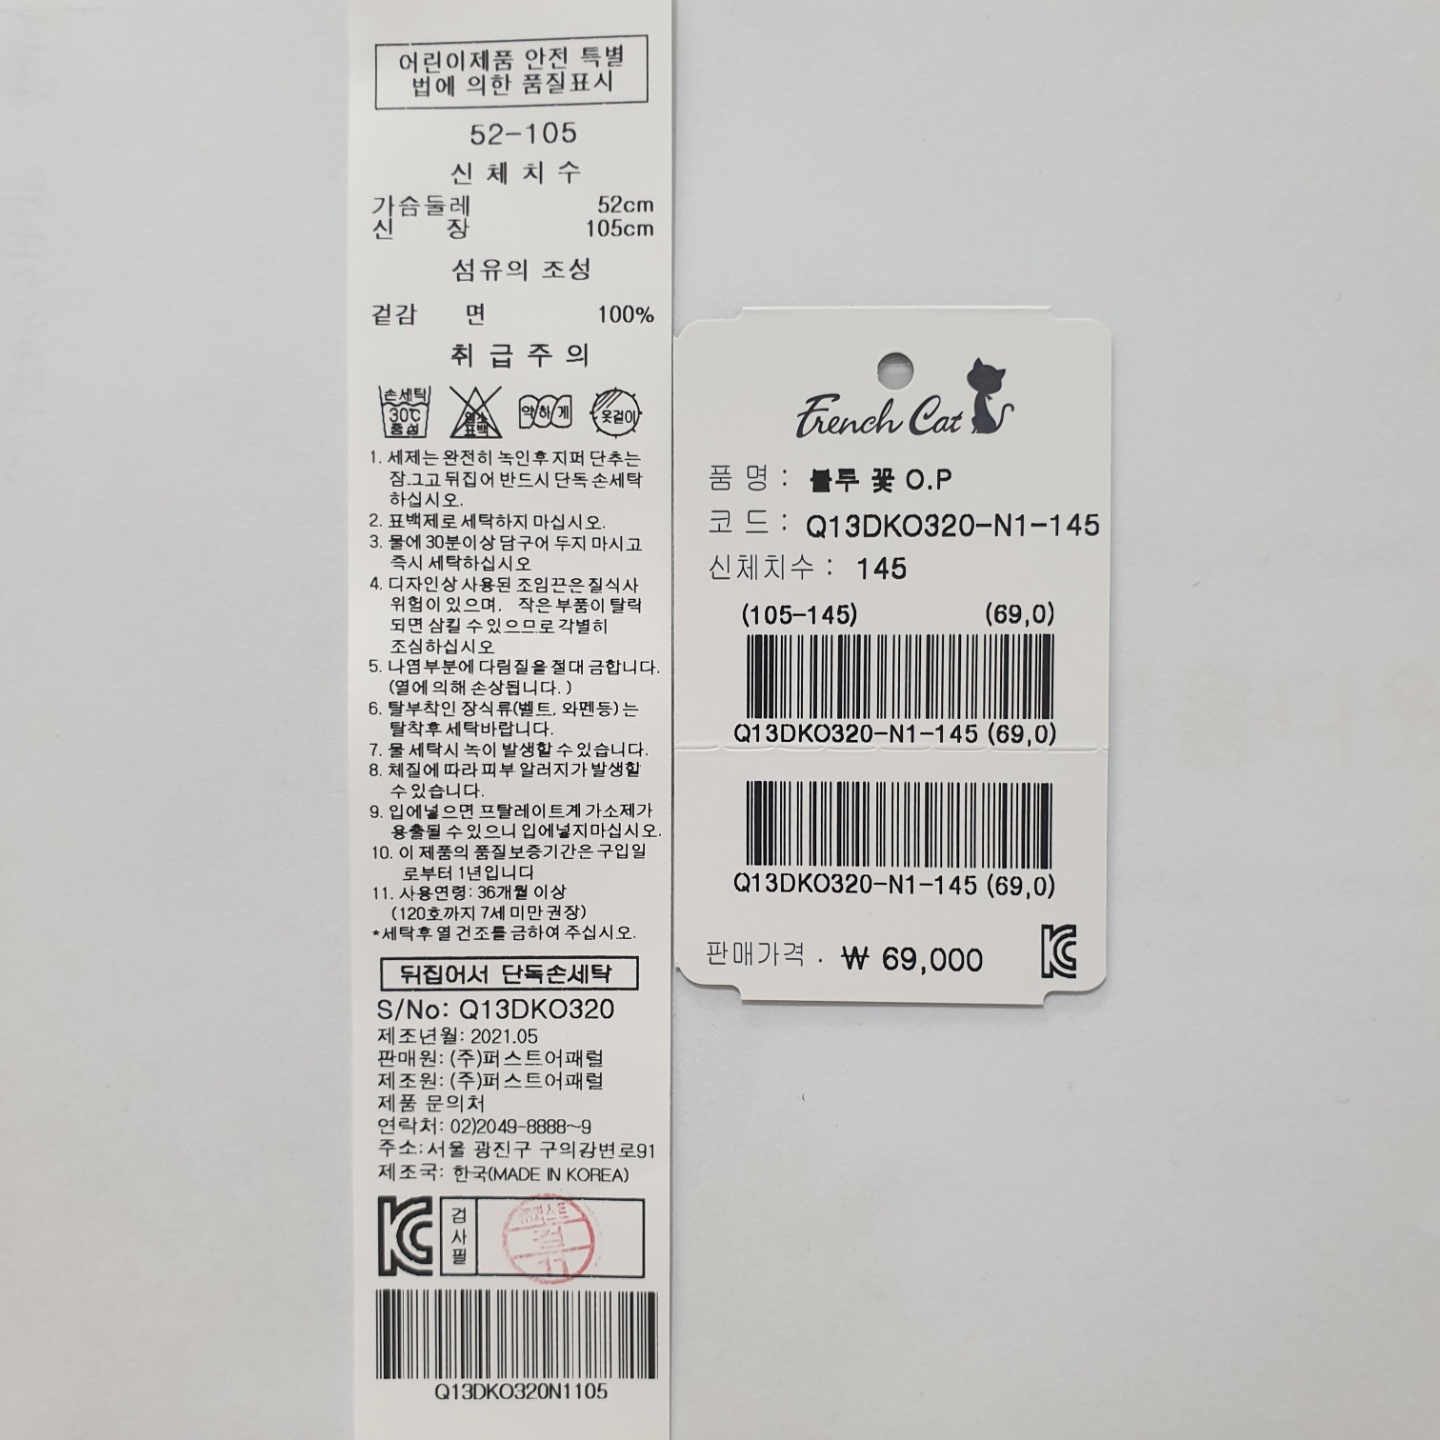 어린이제품 안전 특별
법에 의한 품질표시
52-105
신 체 치 수
가슴둘레 52cm
신 장 105cm
섬유의 조성
겉감 면 100%
취 급 주 의
손세탁
30℃
중성
염소
표백
약하게
옷걸이
1. 세제는 완전히 녹인후 지퍼 단추는
잠그고 뒤집어 반드시 단독 손세탁
하십시오.
2. 표백제로 세탁하지 마십시오.
3. 물에 30분이상 담구어 두지 마시고
즉시 세탁하십시오
4. 디자인상 사용된 조임끈은 질식사
위험이 있으며, 작은 부품이 탈락
되면 삼킬 수 있으므로 각별히
조심하십시오
5. 나염부분에 다림질을 절대 금합니다.
(열에 의해 손상됩니다.)
6. 탈부착인 장식류(벨트, 와펜등) 는
탈착후 세탁바랍니다.
7. 물 세탁시 녹이 발생할 수 있습니다.
8. 체질에 따라 피부 알러지가 발생할
수 있습니다.
9. 입에넣으면 프탈레이트계 가소제가
용출될 수 있으니 입에넣지마십시오.
10. 이 제품의 품질보증기간은 구입일
로부터 1년입니다
11. 사용연령: 36개월 이상
(120호까지 7세 미만 권장)
*세탁후 열 건조를 금하여 주십시오.
뒤집어서 단독손세탁
S/No: Q13DKO320
제조년월: 2021.05
판매원: (주)퍼스트어패럴
제조원: (주)퍼스트어패럴
제품 문의처
연락처: 02)2049-8888~9
주소: 서울 광진구 구의강변로91
제조국: 한국(MADE IN KOREA)
KC
검사필
Q13DKO320N1105
French Cat
품 명 : 블루 꽃 O.P
코 드 : Q13DKO320-N1-145
신체치수 : 145
(105-145) (69,0)
Q13DKO320-N1-145 (69,0)
Q13DKO320-N1-145 (69,0)
판매가격 . ₩ 69,000
KC